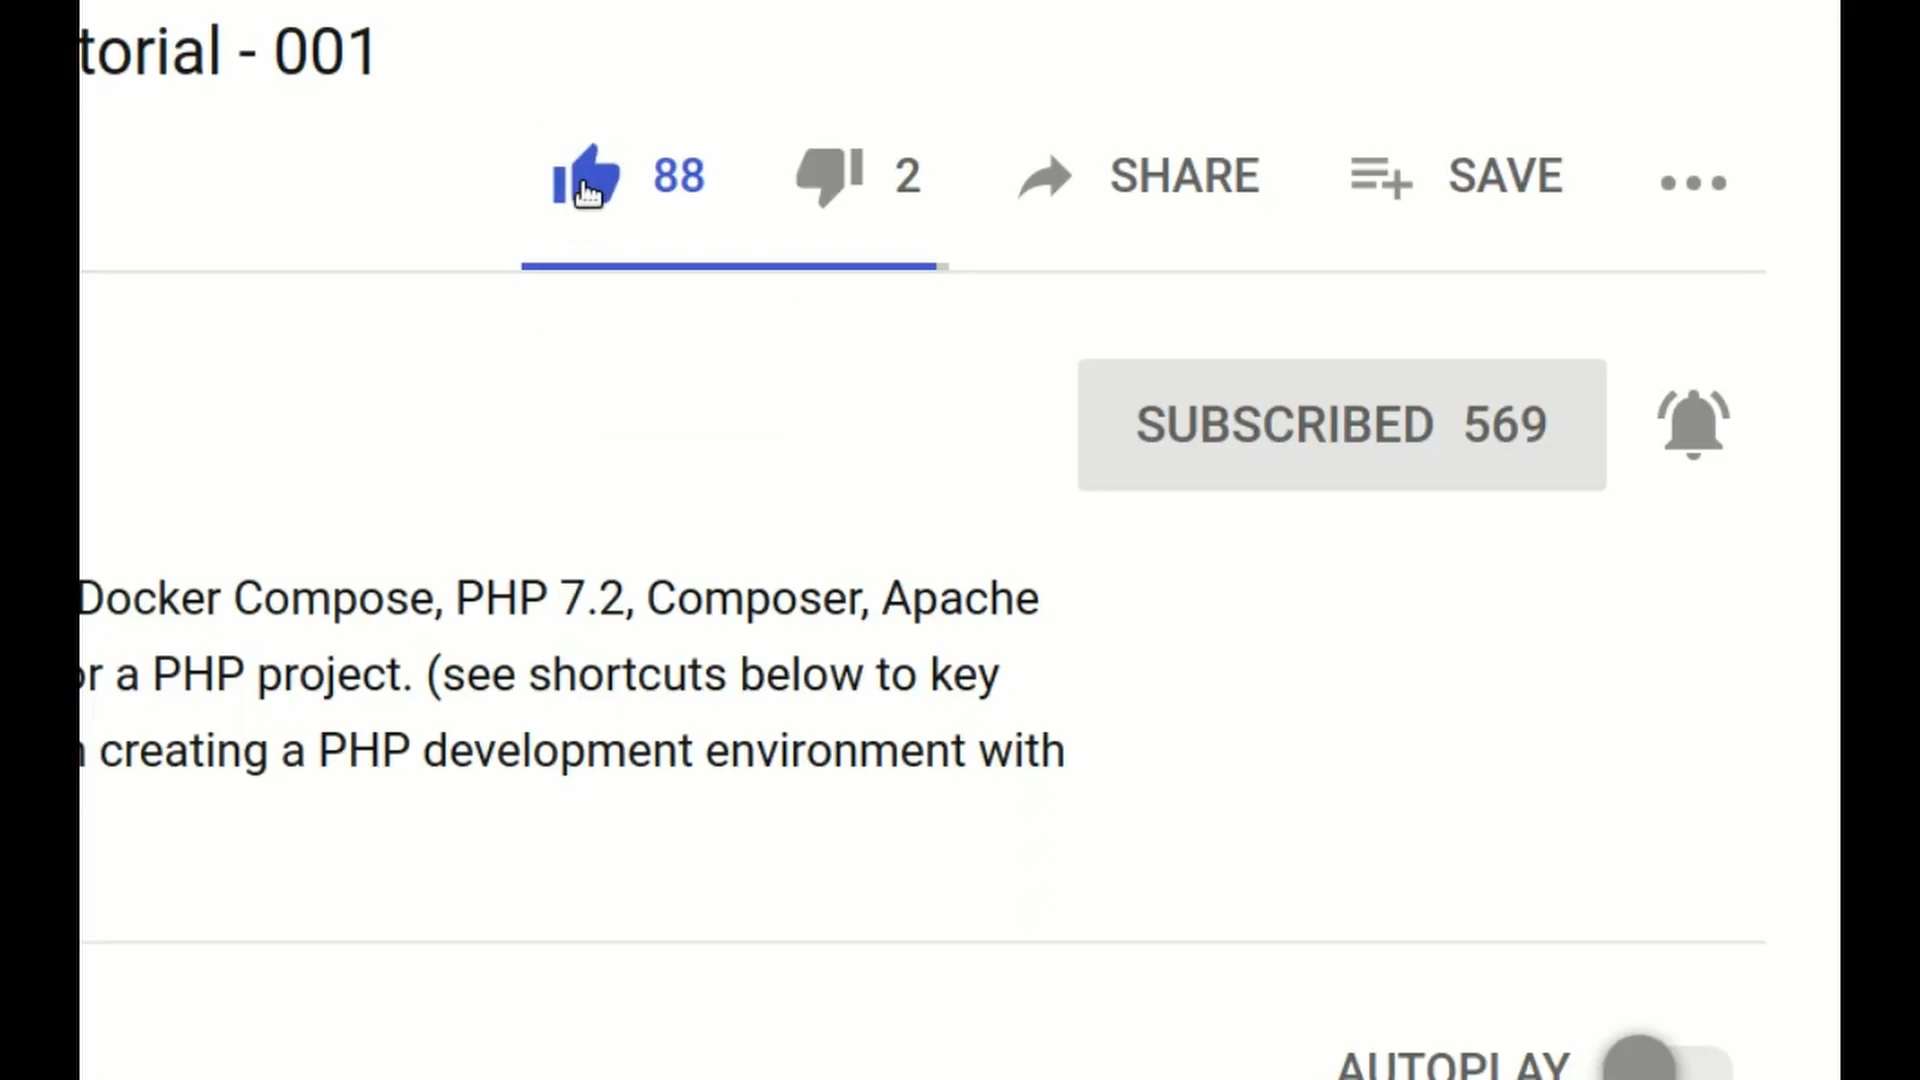 torial - 001
88 2 SHARE SAVE
SUBSCRIBED 569
Docker Compose, PHP 7.2, Composer, Apache
or a PHP project. (see shortcuts below to key
creating a PHP development environment with
AUTOPLAY